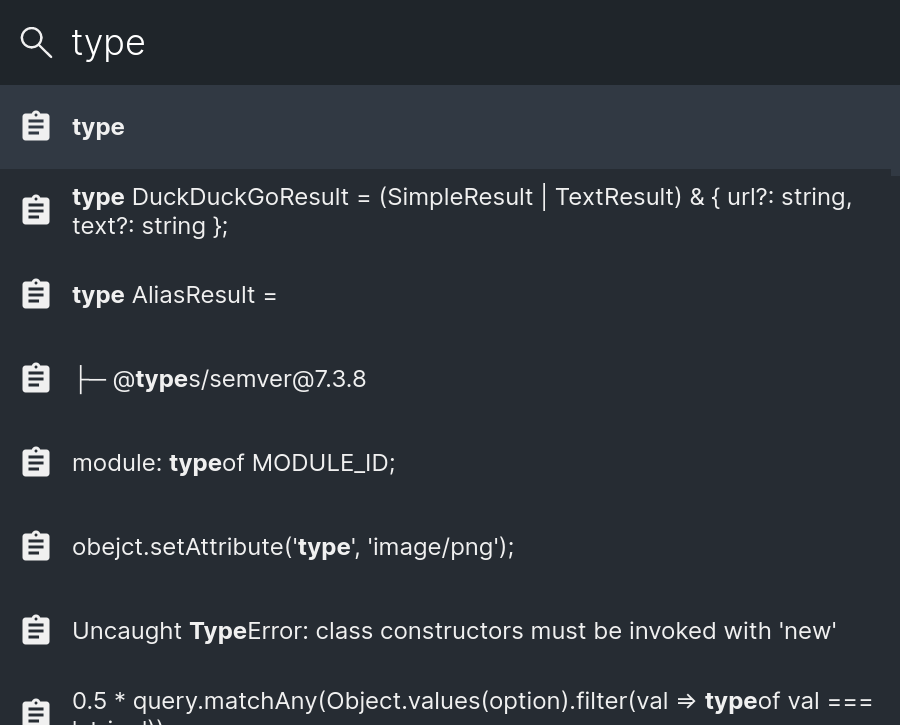 type
type
type DuckDuckGoResult = (SimpleResult | TextResult) & { url?: string,
text?: string };
type AliasResult =
├─ @types/semver@7.3.8
module: typeof MODULE_ID;
obejct.setAttribute('type', 'image/png');
Uncaught TypeError: class constructors must be invoked with 'new'
0.5 * query.matchAny(Object.values(option).filter(val => typeof val ===